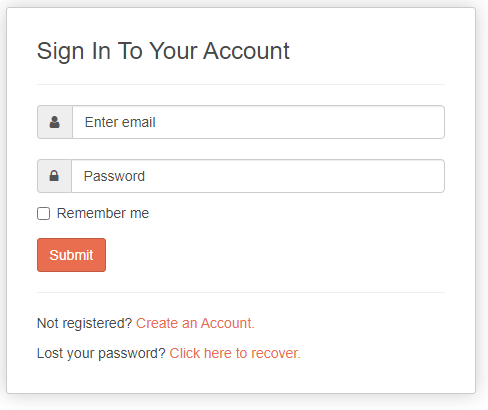 Sign In To Your Account
Enter email
Password
Remember me
Submit
Not registered? Create an Account.
Lost your password? Click here to recover.